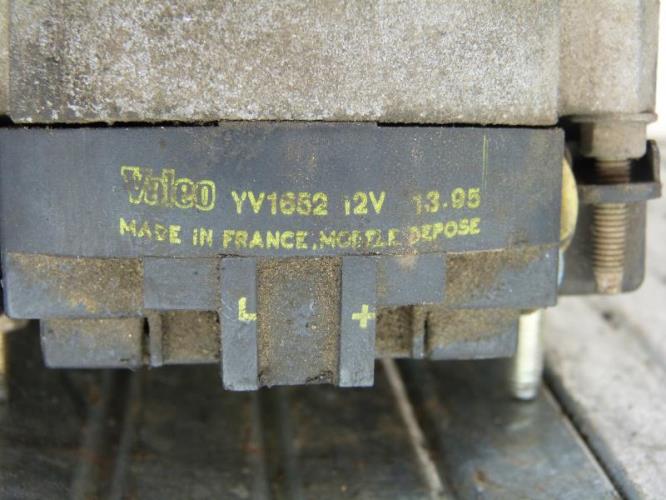 Valeo YV1652 12V 13.95
MADE IN FRANCE.MODELE DEPOSE
L +